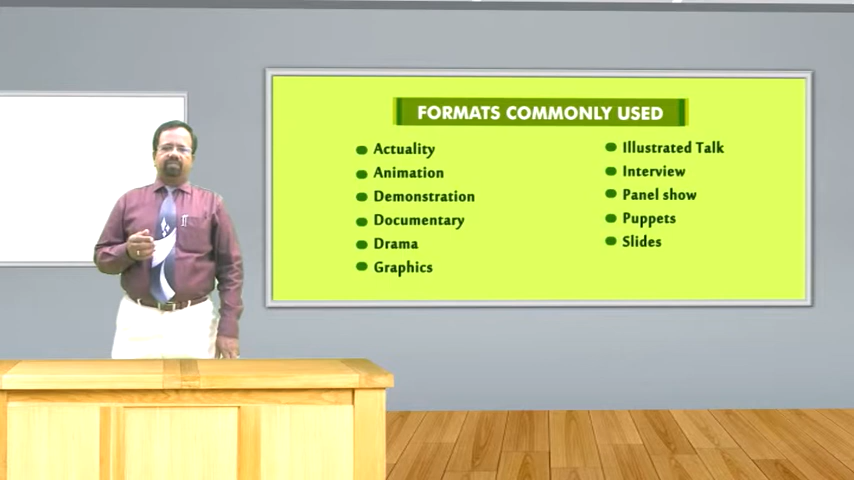 FORMATS COMMONLY USED
Actuality
Animation
Demonstration
Documentary
Drama
Graphics
Illustrated Talk
Interview
Panel show
Puppets
Slides